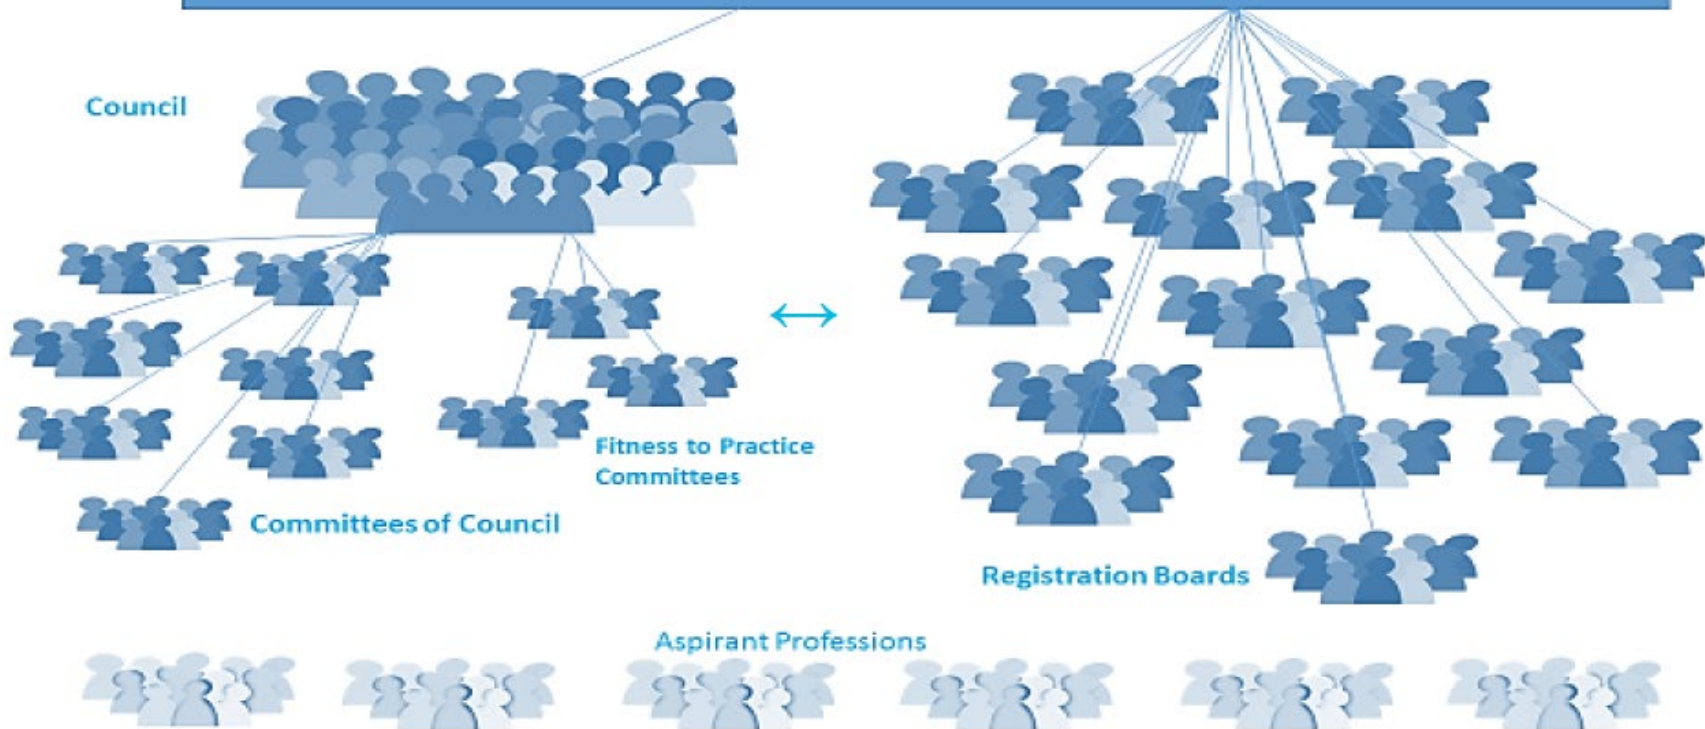 Council
Fitness to Practice
Committees
Committees of Council
Registration Boards
Aspirant Professions